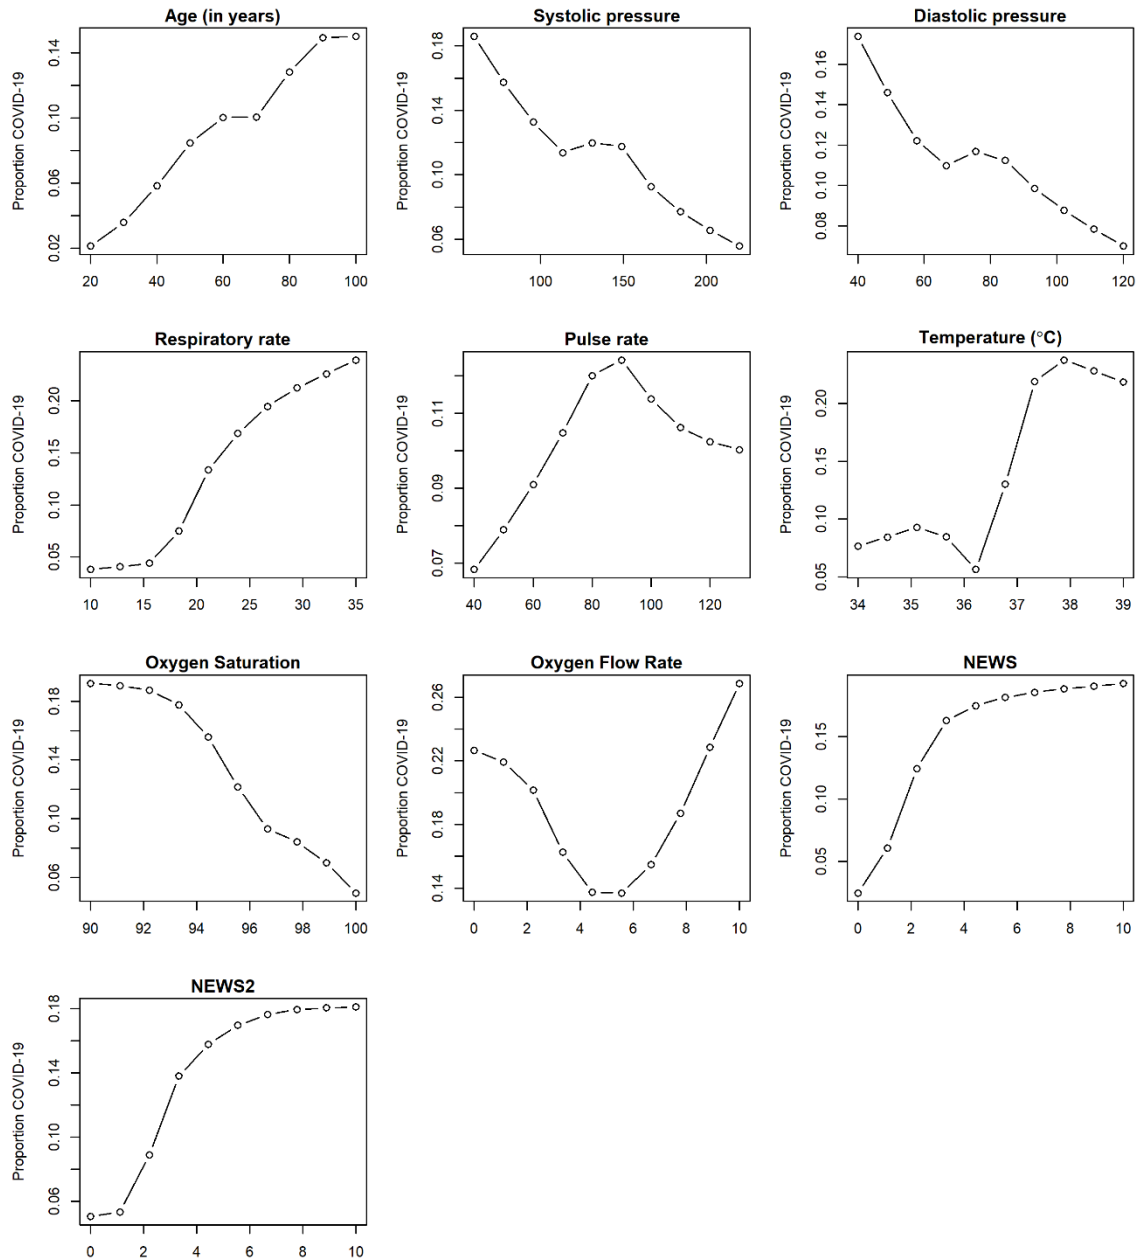 Age (in years)
Proportion COVID-19
0.02 0.06 0.10 0.14
20 40 60 80 100
Systolic pressure
Proportion COVID-19
0.06 0.10 0.14 0.18
100 150 200
Diastolic pressure
Proportion COVID-19
0.08 0.10 0.12 0.14 0.16
40 60 80 100 120
Respiratory rate
Proportion COVID-19
0.05 0.10 0.15 0.20
10 15 20 25 30 35
Pulse rate
Proportion COVID-19
0.07 0.09 0.11
40 60 80 100 120
Temperature (°C)
Proportion COVID-19
0.05 0.10 0.15 0.20
34 35 36 37 38 39
Oxygen Saturation
Proportion COVID-19
0.06 0.10 0.14 0.18
90 92 94 96 98 100
Oxygen Flow Rate
Proportion COVID-19
0.14 0.18 0.22 0.26
0 2 4 6 8 10
NEWS
Proportion COVID-19
0.05 0.10 0.15
0 2 4 6 8 10
NEWS2
Proportion COVID-19
0.06 0.10 0.14 0.18
0 2 4 6 8 10